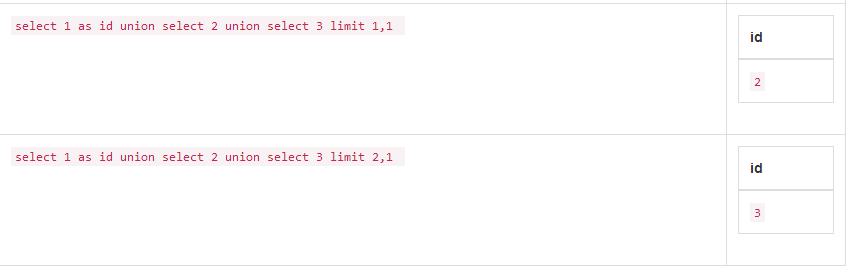 select 1 as id union select 2 union select 3 limit 1,1
id
2
select 1 as id union select 2 union select 3 limit 2,1
id
3